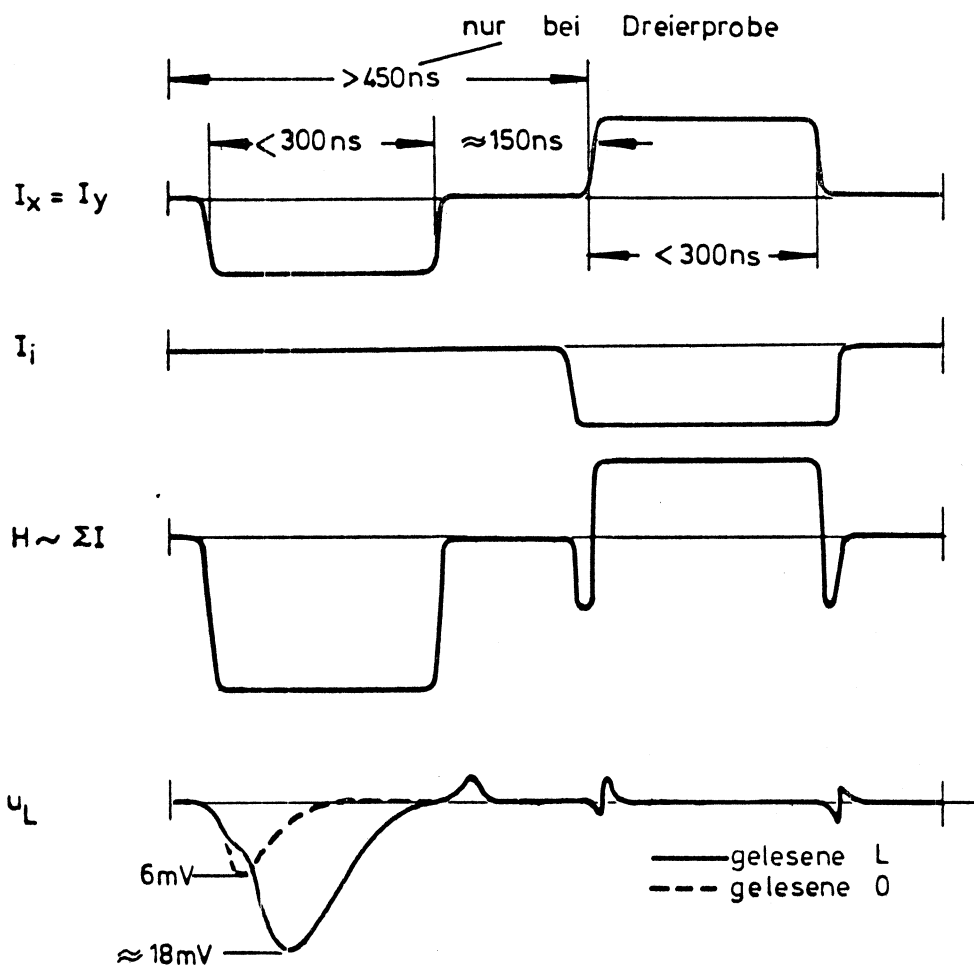 nur bei Dreierprobe
>450ns
<300ns ≈150ns
Ix = Iy
<300ns
Ii
H ~ ΣI
uL
6mV
gelesene L
gelesene 0
≈18mV